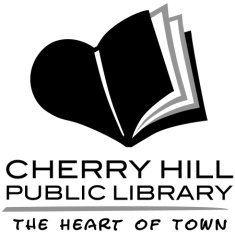 CHERRY HILL
PUBLIC LIBRARY
THE HEART OF TOWN